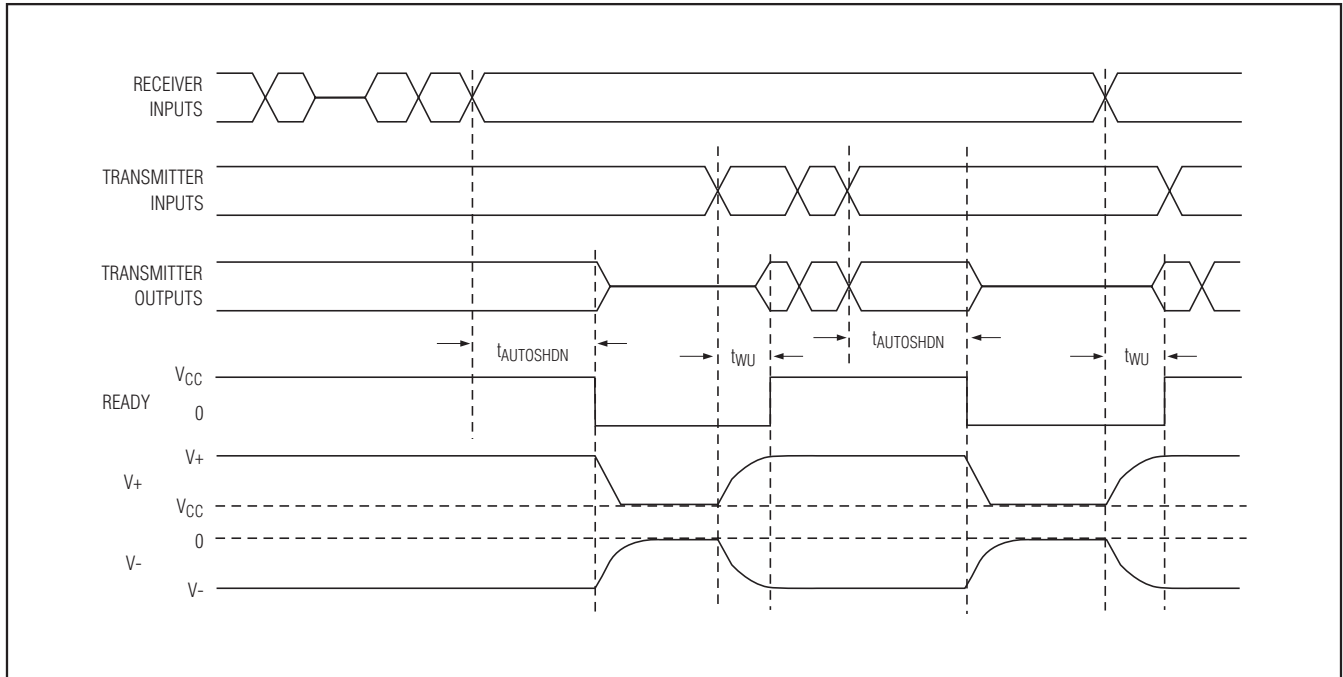 RECEIVER
INPUTS
TRANSMITTER
INPUTS
TRANSMITTER
OUTPUTS
tAUTOSHDN
tWU
tAUTOSHDN
tWU
VCC
READY
0
V+
V+
VCC
0
V-
V-